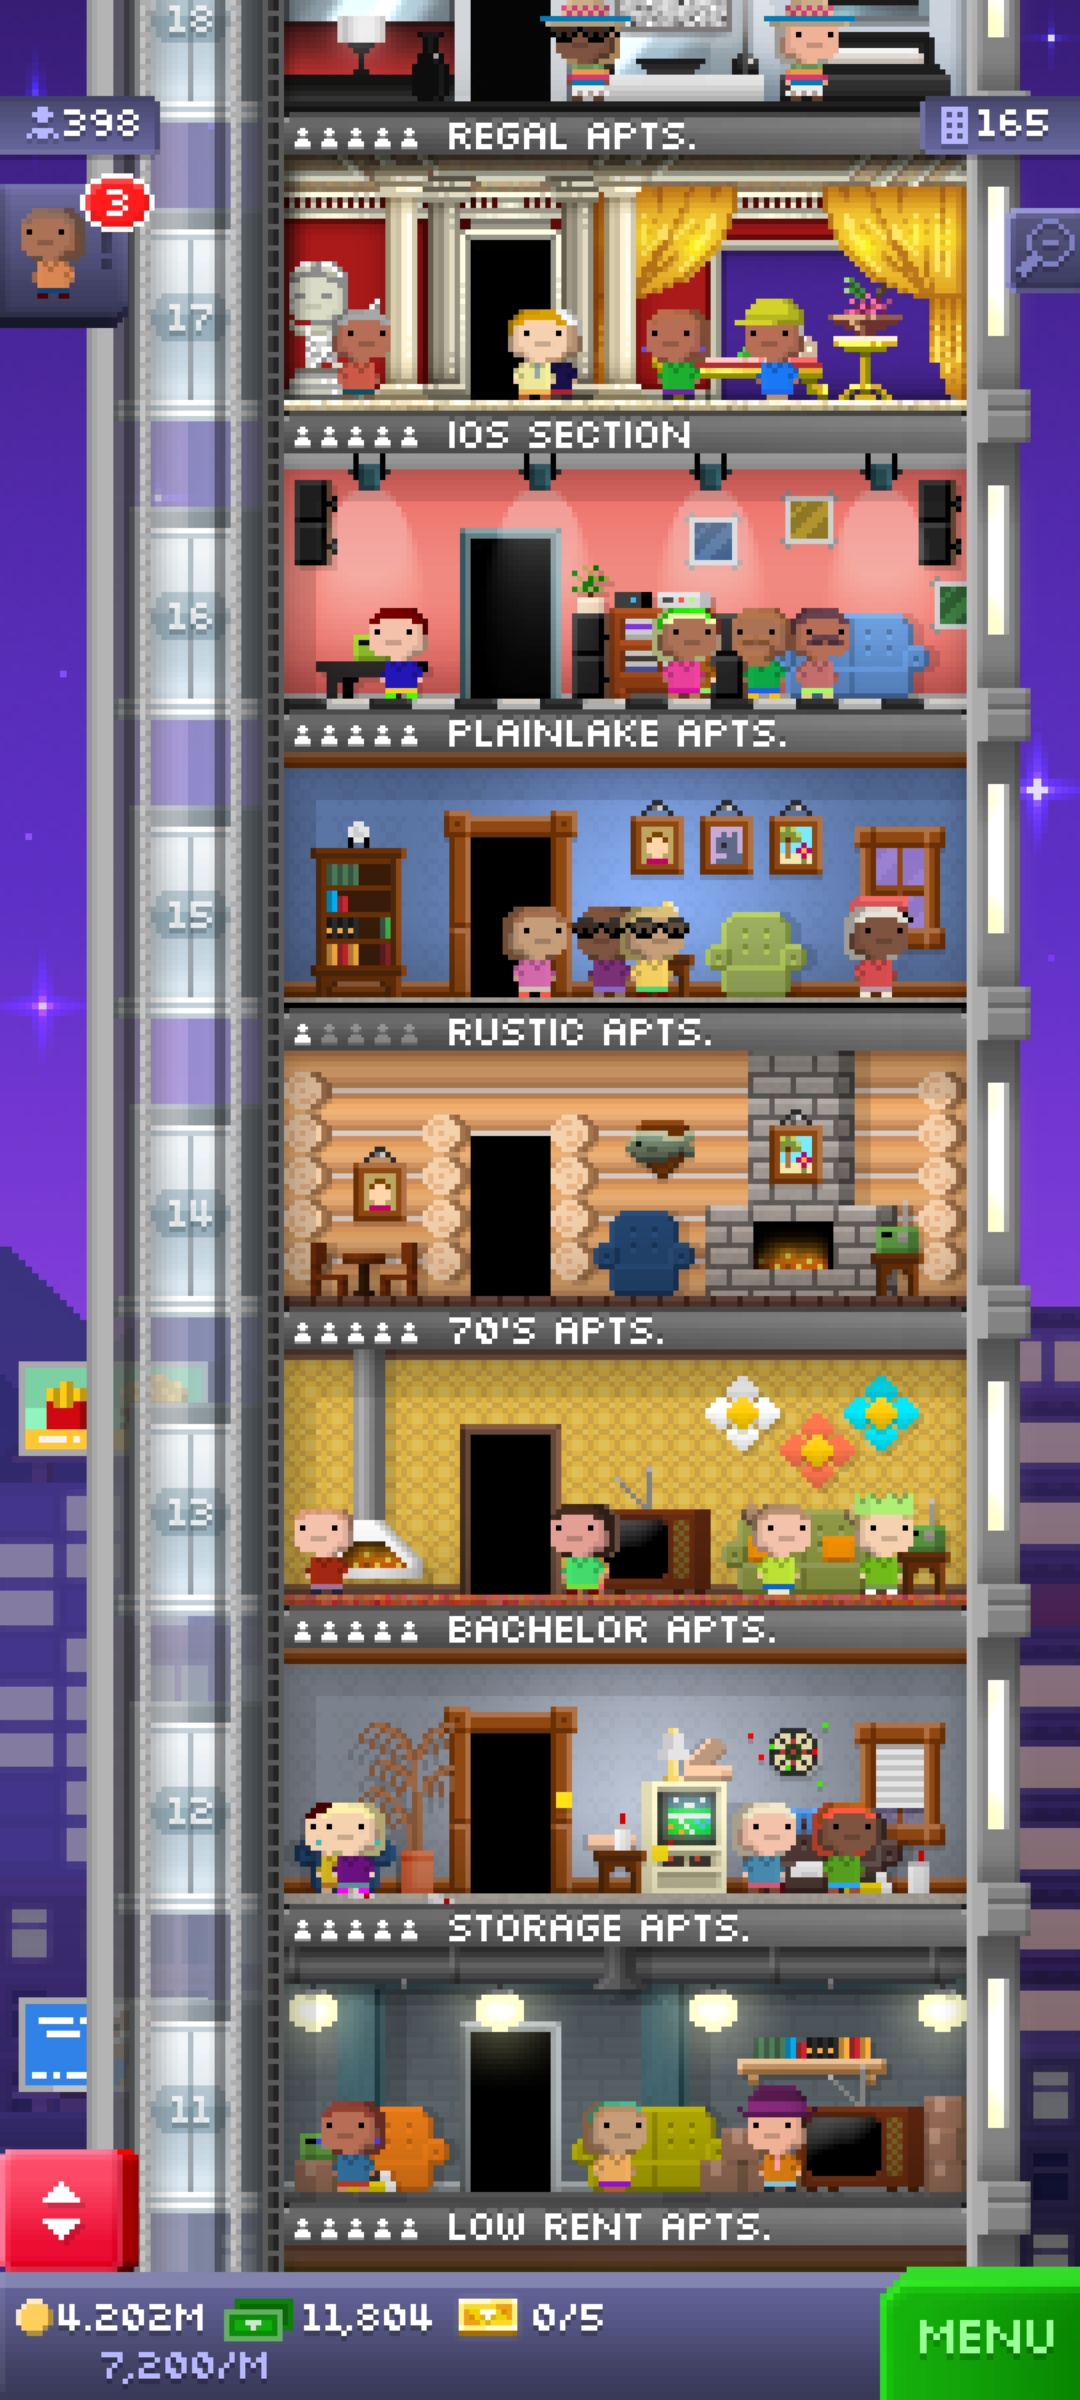 18
398
REGAL APTS.
165
3
17
IOS SECTION
16
PLAINLAKE APTS.
15
RUSTIC APTS.
14
70'S APTS.
13
BACHELOR APTS.
12
STORAGE APTS.
11
LOW RENT APTS.
4.202M 11,804 0/5
7,200/M
MENU